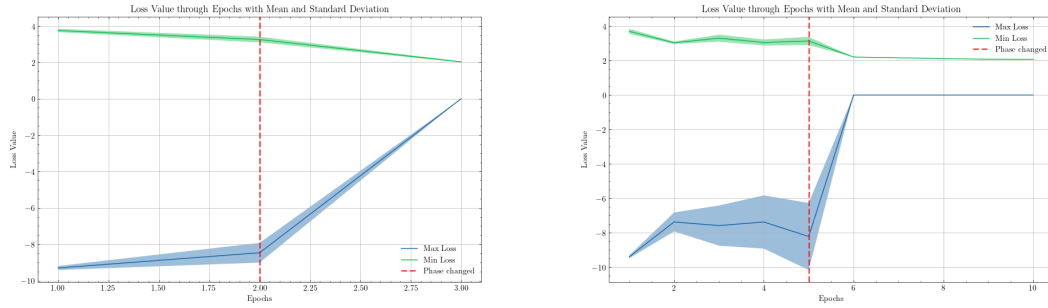 Loss Value through Epochs with Mean and Standard Deviation
4
2
0
−2
−4
−6
−8
−10
Loss Value
1.00
1.25
1.50
1.75
2.00
2.25
2.50
2.75
3.00
Epochs
Max Loss
Min Loss
Phase changed
Loss Value through Epochs with Mean and Standard Deviation
4
2
0
−2
−4
−6
−8
−10
Loss Value
2
4
6
8
10
Epochs
Max Loss
Min Loss
Phase changed